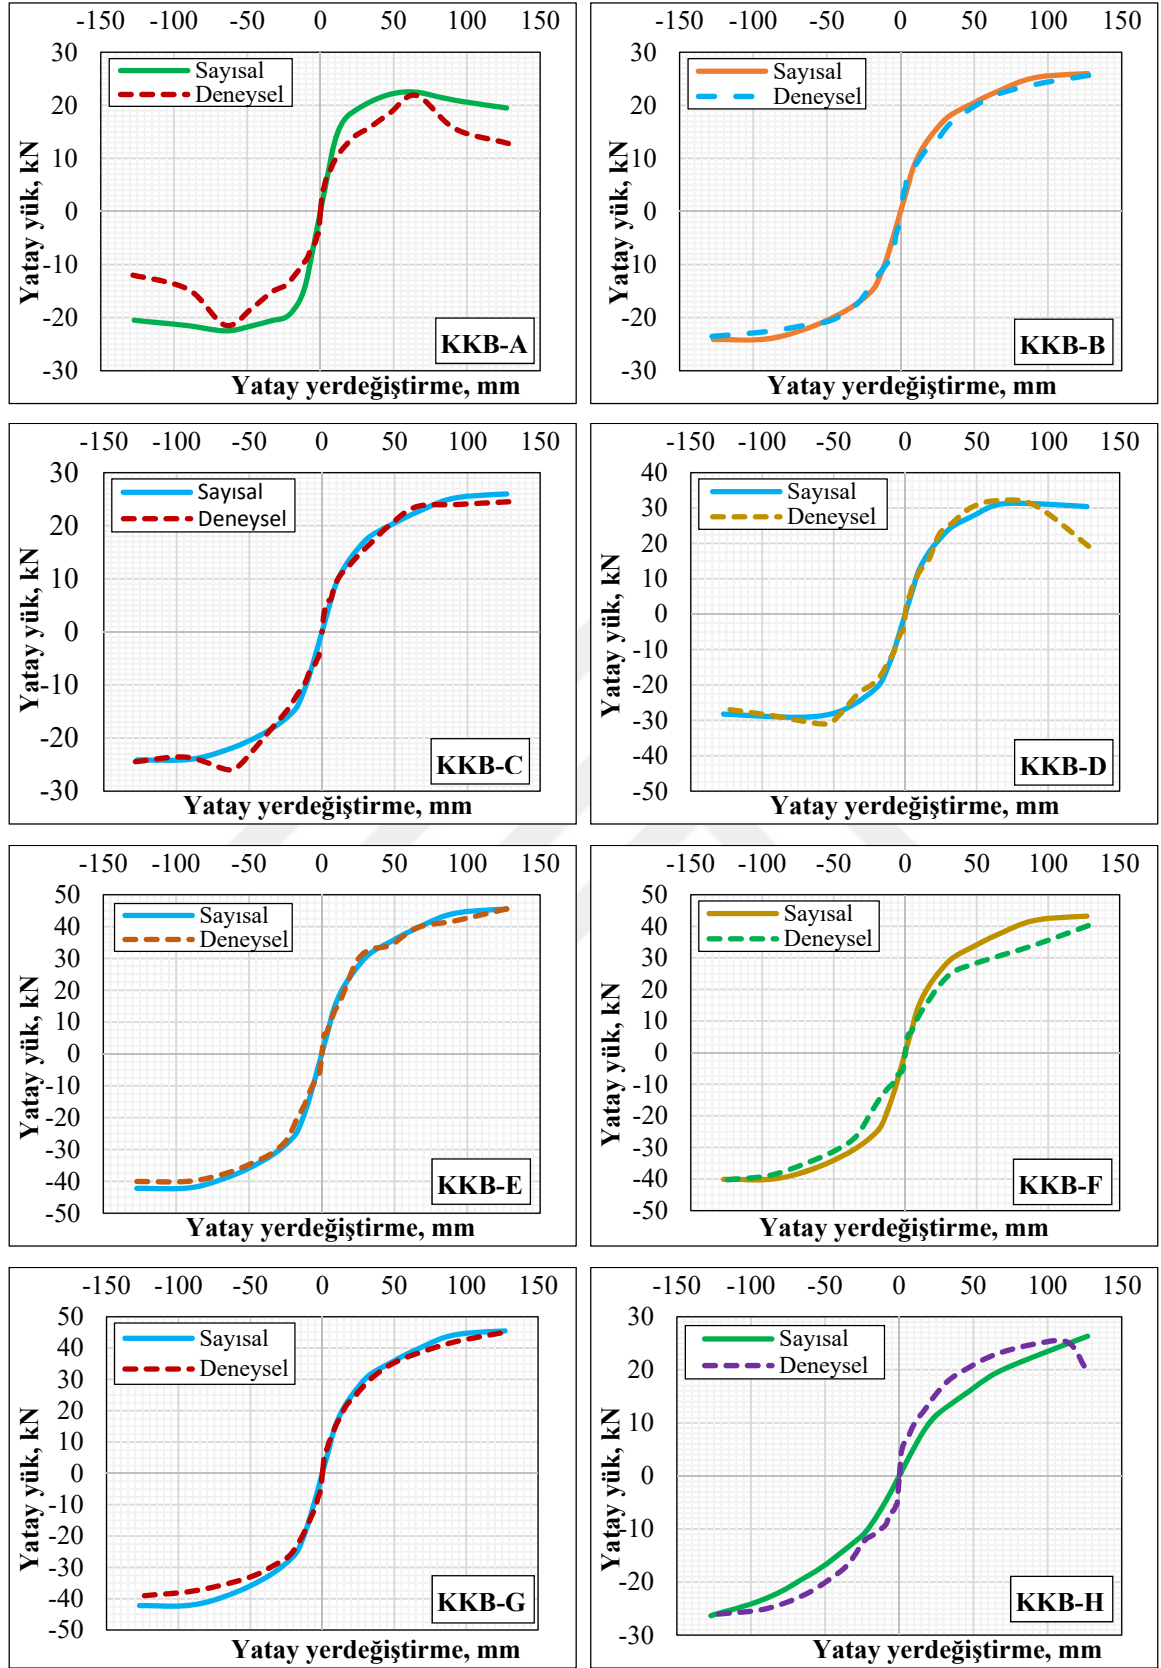 -150 -100 -50 0 50 100 150
30
20
10
0
-10
-20
-30
Yatay yük, kN
Sayısal
Deneysel
KKB-A
Yatay yerdeğiştirme, mm
-150 -100 -50 0 50 100 150
30
20
10
0
-10
-20
-30
Yatay yük, kN
Sayısal
Deneysel
KKB-B
Yatay yerdeğiştirme, mm
-150 -100 -50 0 50 100 150
30
20
10
0
-10
-20
-30
Yatay yük, kN
Sayısal
Deneysel
KKB-C
Yatay yerdeğiştirme, mm
-150 -100 -50 0 50 100 150
40
30
20
10
0
-10
-20
-30
-40
-50
Yatay yük, kN
Sayısal
Deneysel
KKB-D
Yatay yerdeğiştirme, mm
-150 -100 -50 0 50 100 150
50
40
30
20
10
0
-10
-20
-30
-40
-50
Yatay yük, kN
Sayısal
Deneysel
KKB-E
Yatay yerdeğiştirme, mm
-150 -100 -50 0 50 100 150
50
40
30
20
10
0
-10
-20
-30
-40
-50
Yatay yük, kN
Sayısal
Deneysel
KKB-F
Yatay yerdeğiştirme, mm
-150 -100 -50 0 50 100 150
50
40
30
20
10
0
-10
-20
-30
-40
-50
Yatay yük, kN
Sayısal
Deneysel
KKB-G
Yatay yerdeğiştirme, mm
-150 -100 -50 0 50 100 150
30
20
10
0
-10
-20
-30
Yatay yük, kN
Sayısal
Deneysel
KKB-H
Yatay yerdeğiştirme, mm